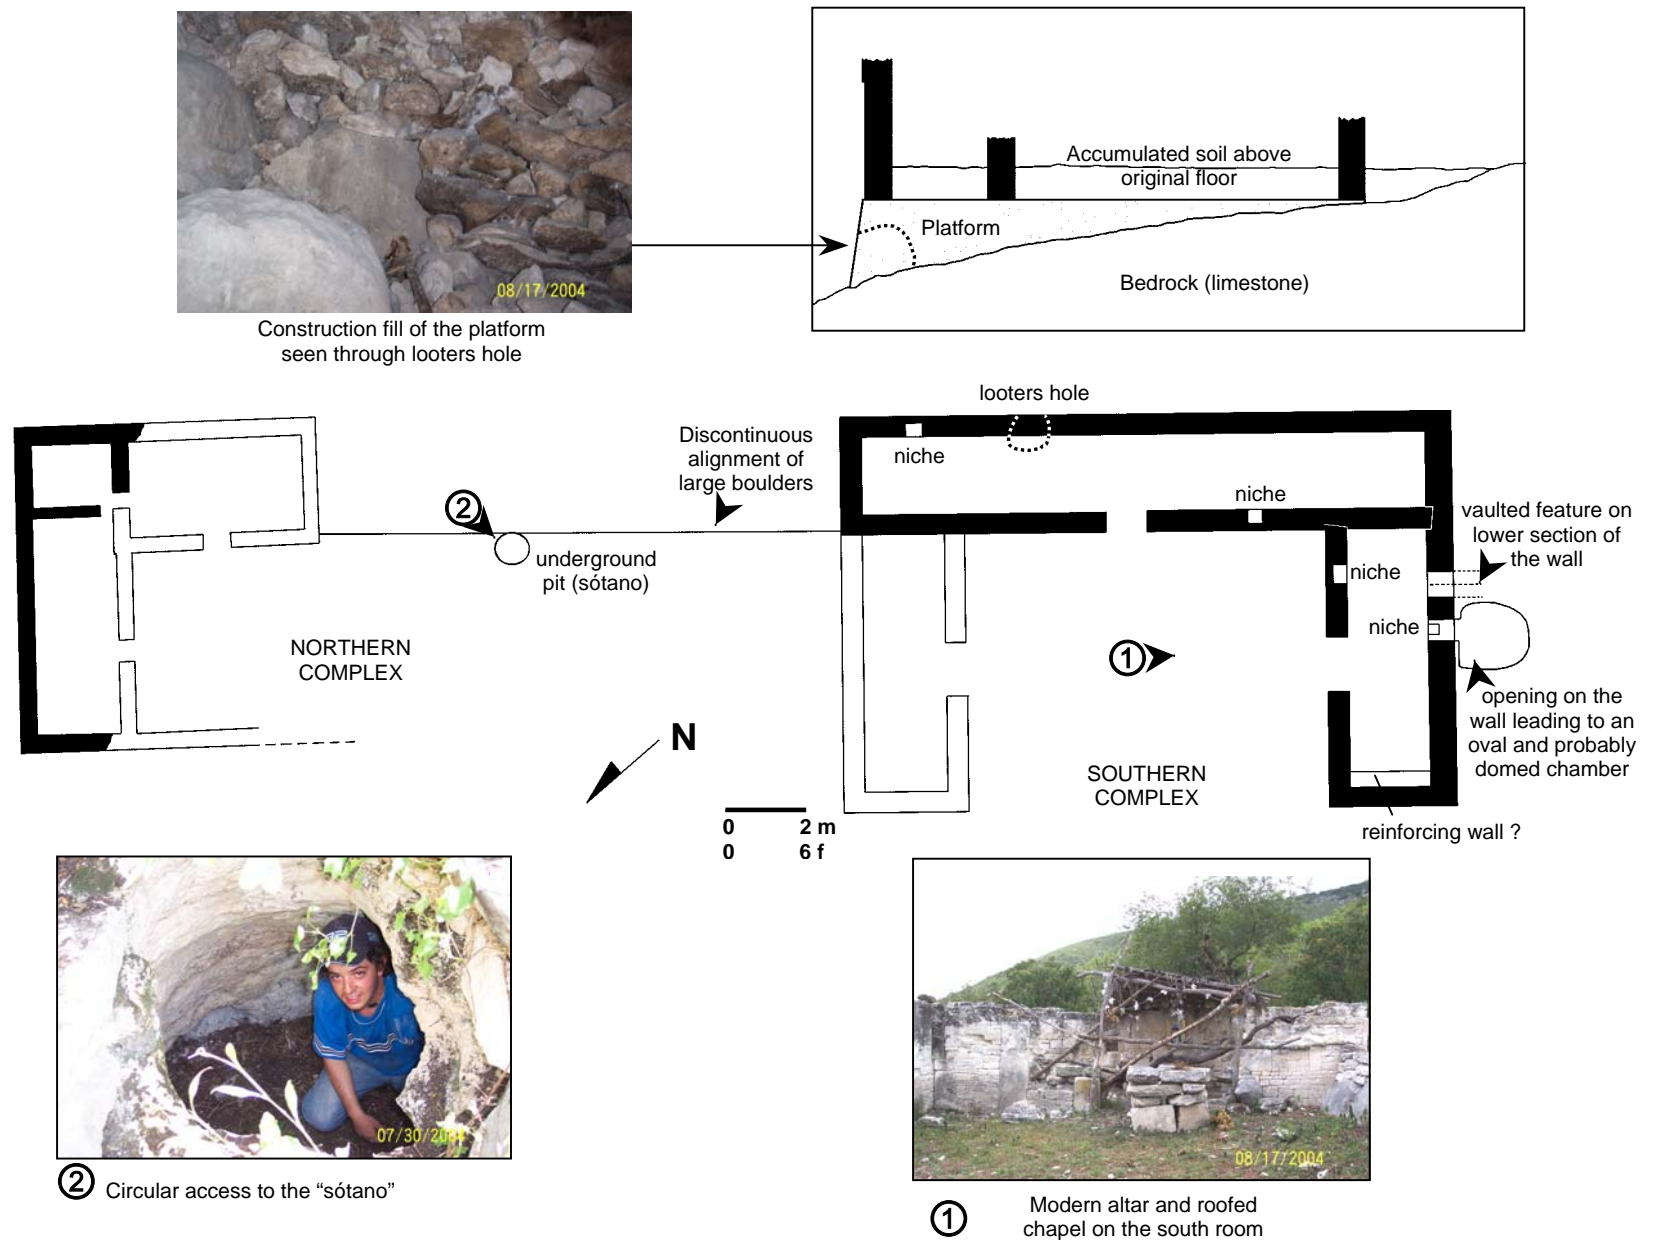 08/17/2004
Construction fill of the platform
seen through looters hole
Accumulated soil above
original floor
Platform
Bedrock (limestone)
looters hole
niche
Discontinuous
alignment of
large boulders
2
underground
pit (sótano)
niche
vaulted feature on
lower section of
the wall
niche
niche
NORTHERN
COMPLEX
1
opening on the
wall leading to an
oval and probably
domed chamber
N
SOUTHERN
COMPLEX
0 2 m
0 6 f
reinforcing wall ?
07/30/2004
2 Circular access to the “sótano”
08/17/2004
1 Modern altar and roofed
chapel on the south room